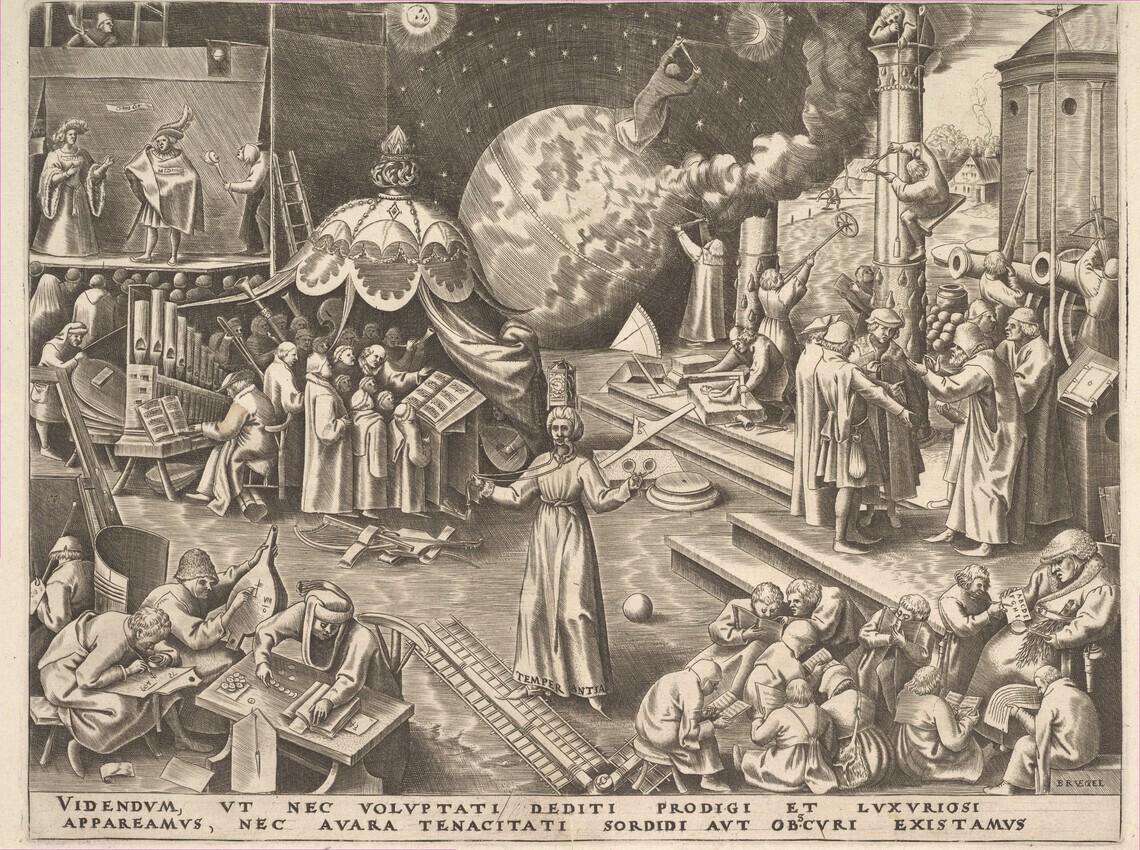 TEMPERANTIA
BRVEGEL
VIDENDVM, VT NEC VOLVPTATI DEDITI PRODIGI ET LVXVRIOSI
APPAREAMVS, NEC AVARA TENACITATI SORDIDI AVT OBSCVRI EXISTAMVS